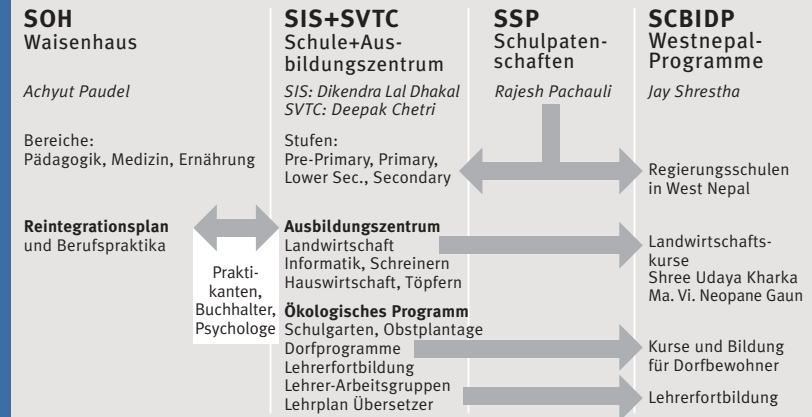 SOH
Waisenhaus
Achyut Paudel
Bereiche:
Pädagogik, Medizin, Ernährung
Reintegrationsplan
und Berufspraktika
Prakti-
kanten,
Buchhalter,
Psychologe
SIS+SVTC
Schule+Aus-
bildungszentrum
SIS: Dikendra Lal Dhakal
SVTC: Deepak Chetri
Stufen:
Pre-Primary, Primary,
Lower Sec., Secondary
Ausbildungszentrum
Landwirtschaft
Informatik, Schreinern
Hauswirtschaft, Töpfern
Ökologisches Programm
Schulgarten, Obstplantage
Dorfprogramme
Lehrerfortbildung
Lehrer-Arbeitsgruppen
Lehrplan Übersetzer
SSP
Schulpaten-
schaften
Rajesh Pachauli
SCBIDP
Westnepal-
Programme
Jay Shrestha
Regierungsschulen
in West Nepal
Landwirtschafts-
kurse
Shree Udaya Kharka
Ma. Vi. Neopane Gaun
Kurse und Bildung
für Dorfbewohner
Lehrerfortbildung